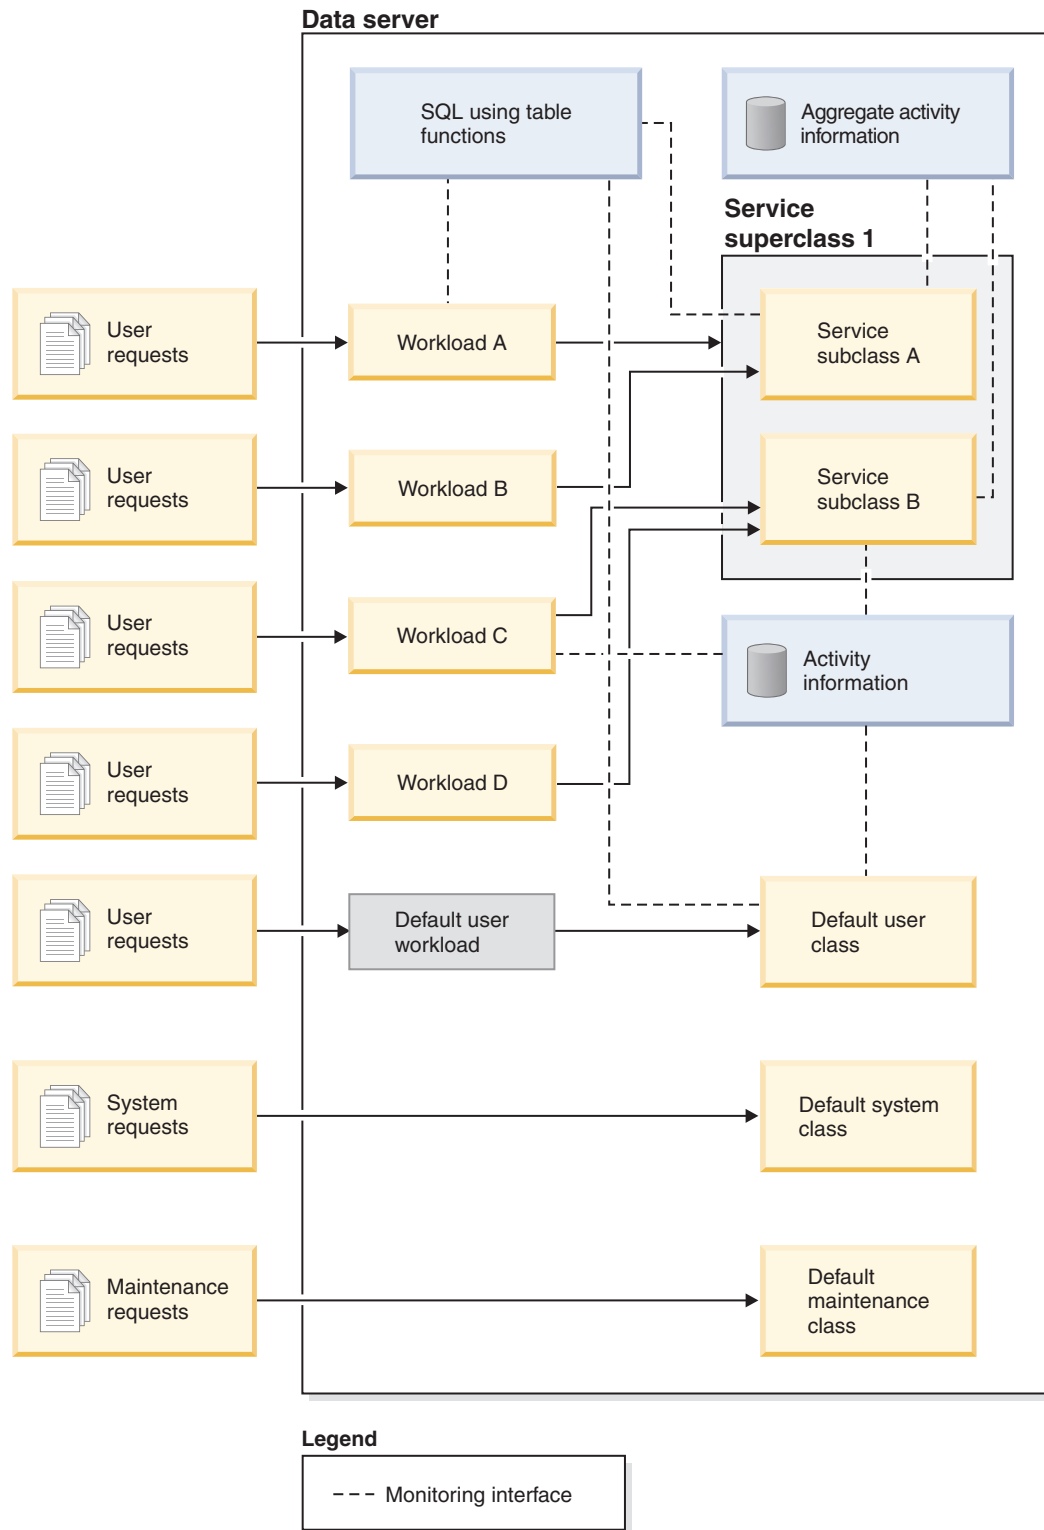 Data server
SQL using table
functions
Aggregate activity
information
Service
superclass 1
User
requests
Workload A
Service
subclass A
User
requests
Workload B
Service
subclass B
User
requests
Workload C
Activity
information
User
requests
Workload D
User
requests
Default user
workload
Default user
class
System
requests
Default system
class
Maintenance
requests
Default
maintenance
class
Legend
Monitoring interface